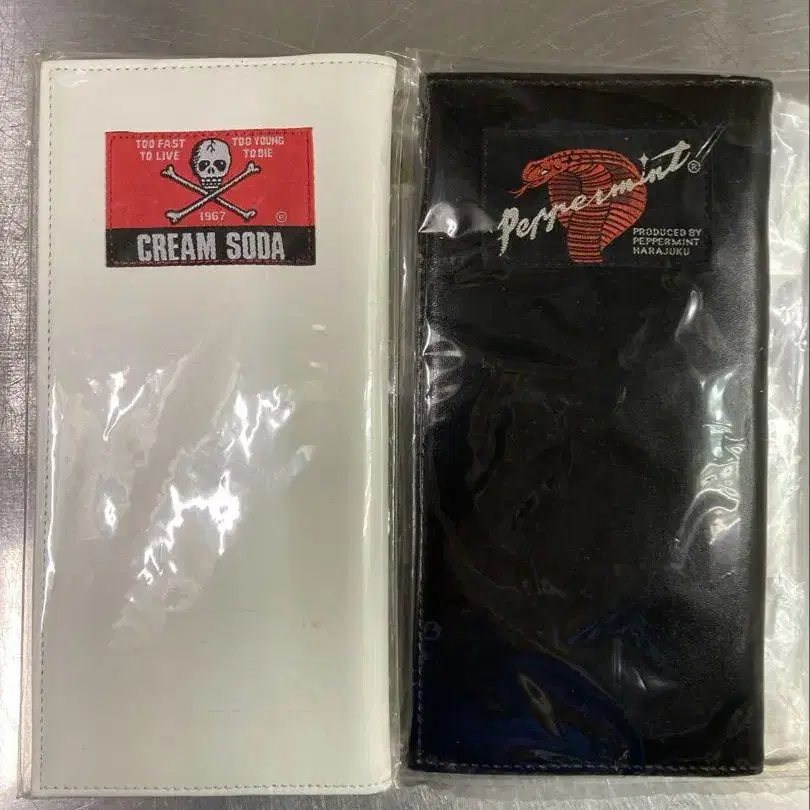 TOO FAST TO LIVE
TOO YOUNG TO DIE
1967 ®
CREAM SODA
Peppermint®
PRODUCED BY
PEPPERMINT
HARAJUKU